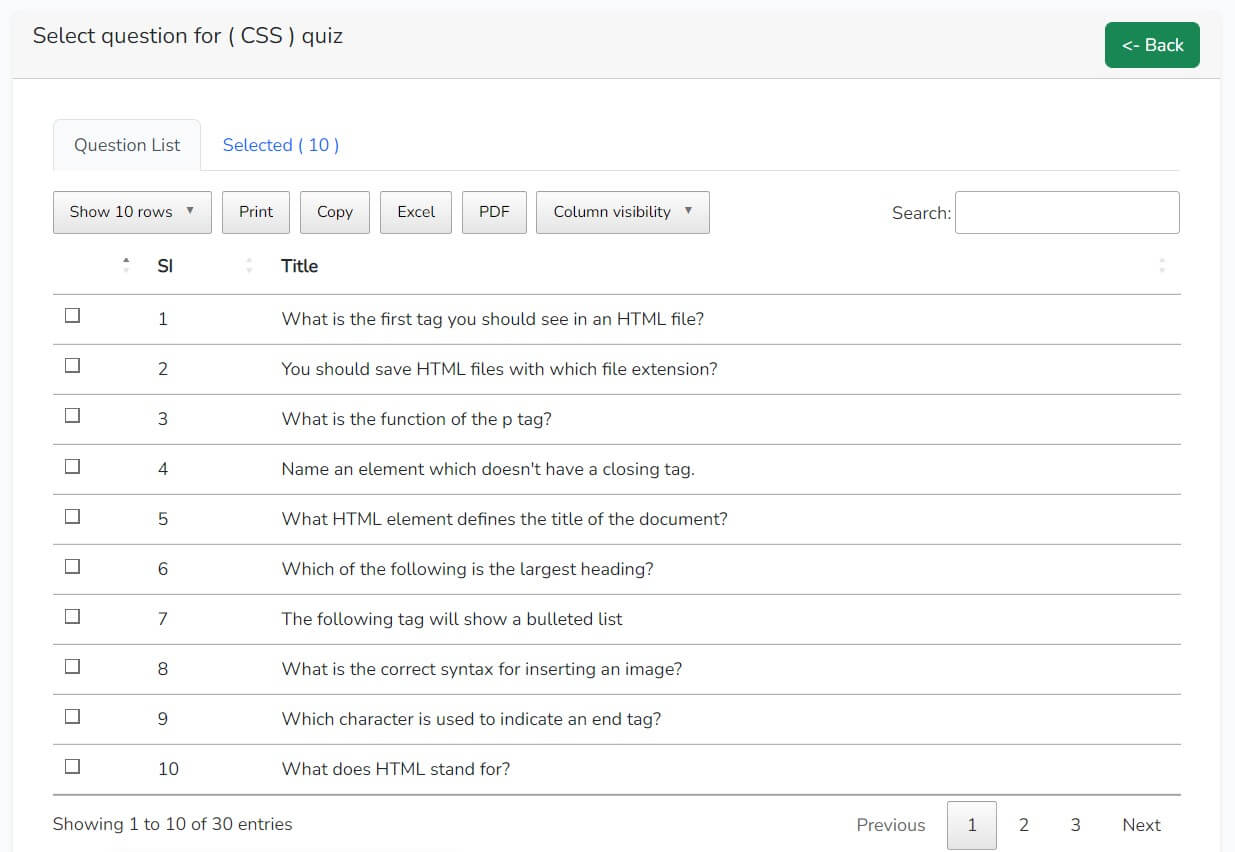 Select question for ( CSS ) quiz
<- Back
Question List
Selected ( 10 )
Show 10 rows
Print
Copy
Excel
PDF
Column visibility
Search:
SI
Title
1 What is the first tag you should see in an HTML file?
2 You should save HTML files with which file extension?
3 What is the function of the p tag?
4 Name an element which doesn't have a closing tag.
5 What HTML element defines the title of the document?
6 Which of the following is the largest heading?
7 The following tag will show a bulleted list
8 What is the correct syntax for inserting an image?
9 Which character is used to indicate an end tag?
10 What does HTML stand for?
Showing 1 to 10 of 30 entries
Previous 1 2 3 Next